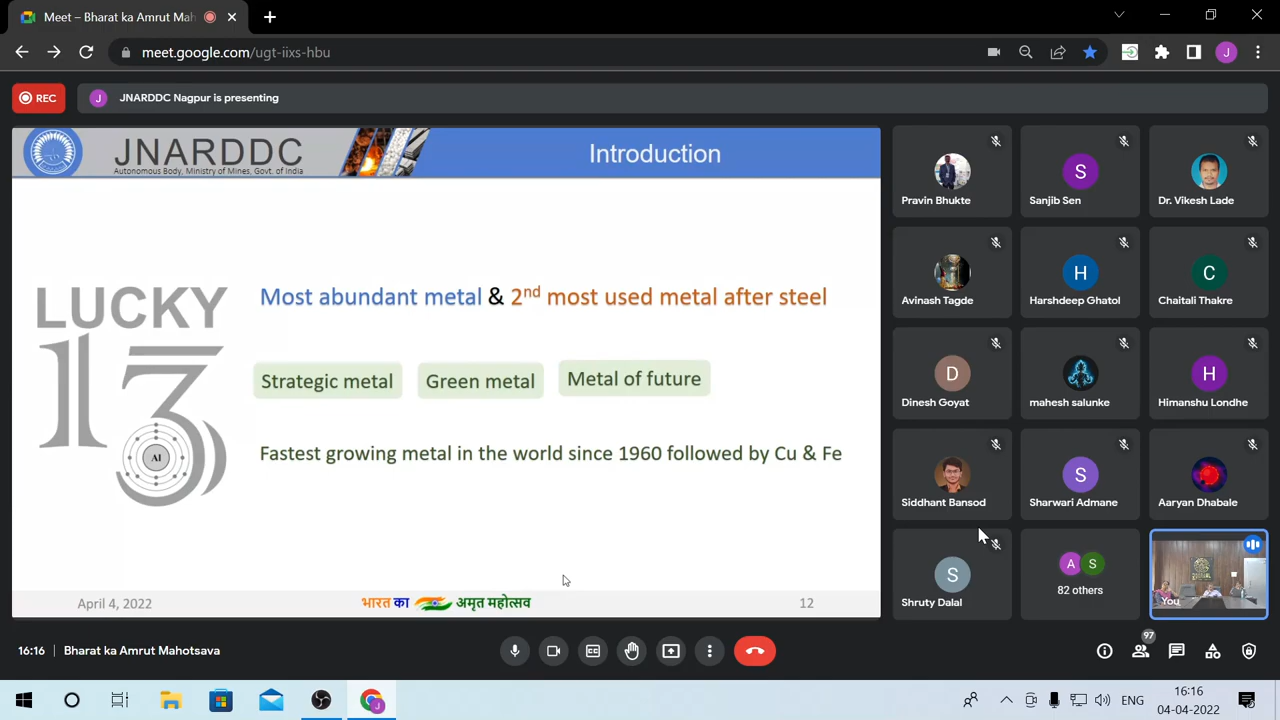 Meet – Bharat ka Amrut Mah
meet.google.com/ugt-iixs-hbu
J
REC
J
JNARDDC Nagpur is presenting
JNARDDC
Autonomous Body, Ministry of Mines, Govt. of India
Introduction
LUCKY
13
Al
Most abundant metal & 2nd most used metal after steel
Strategic metal
Green metal
Metal of future
Fastest growing metal in the world since 1960 followed by Cu & Fe
April 4, 2022
भारत का अमृत महोत्सव
12
Pravin Bhukte
S
Sanjib Sen
Dr. Vikesh Lade
Avinash Tagde
H
Harshdeep Ghatol
C
Chaitali Thakre
D
Dinesh Goyat
mahesh salunke
H
Himanshu Londhe
Siddhant Bansod
S
Sharwari Admane
Aaryan Dhabale
S
Shruty Dalal
A S
82 others
You
16:16 | Bharat ka Amrut Mahotsava
CC
97
J
ENG
16:16
04-04-2022